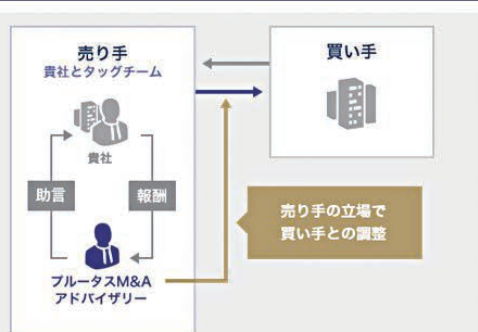 売り手
貴社とタッグチーム
買い手
貴社
助言
報酬
売り手の立場で
買い手との調整
プルータスM&A
アドバイザリー